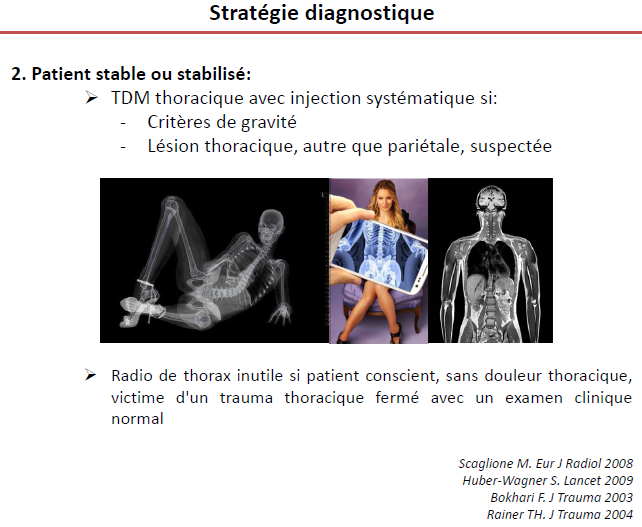 Stratégie diagnostique
2. Patient stable ou stabilisé:
➢ TDM thoracique avec injection systématique si:
- Critères de gravité
- Lésion thoracique, autre que pariétale, suspectée
➢ Radio de thorax inutile si patient conscient, sans douleur thoracique,
victime d'un trauma thoracique fermé avec un examen clinique
normal
Scaglione M. Eur J Radiol 2008
Huber-Wagner S. Lancet 2009
Bokhari F. J Trauma 2003
Rainer TH. J Trauma 2004